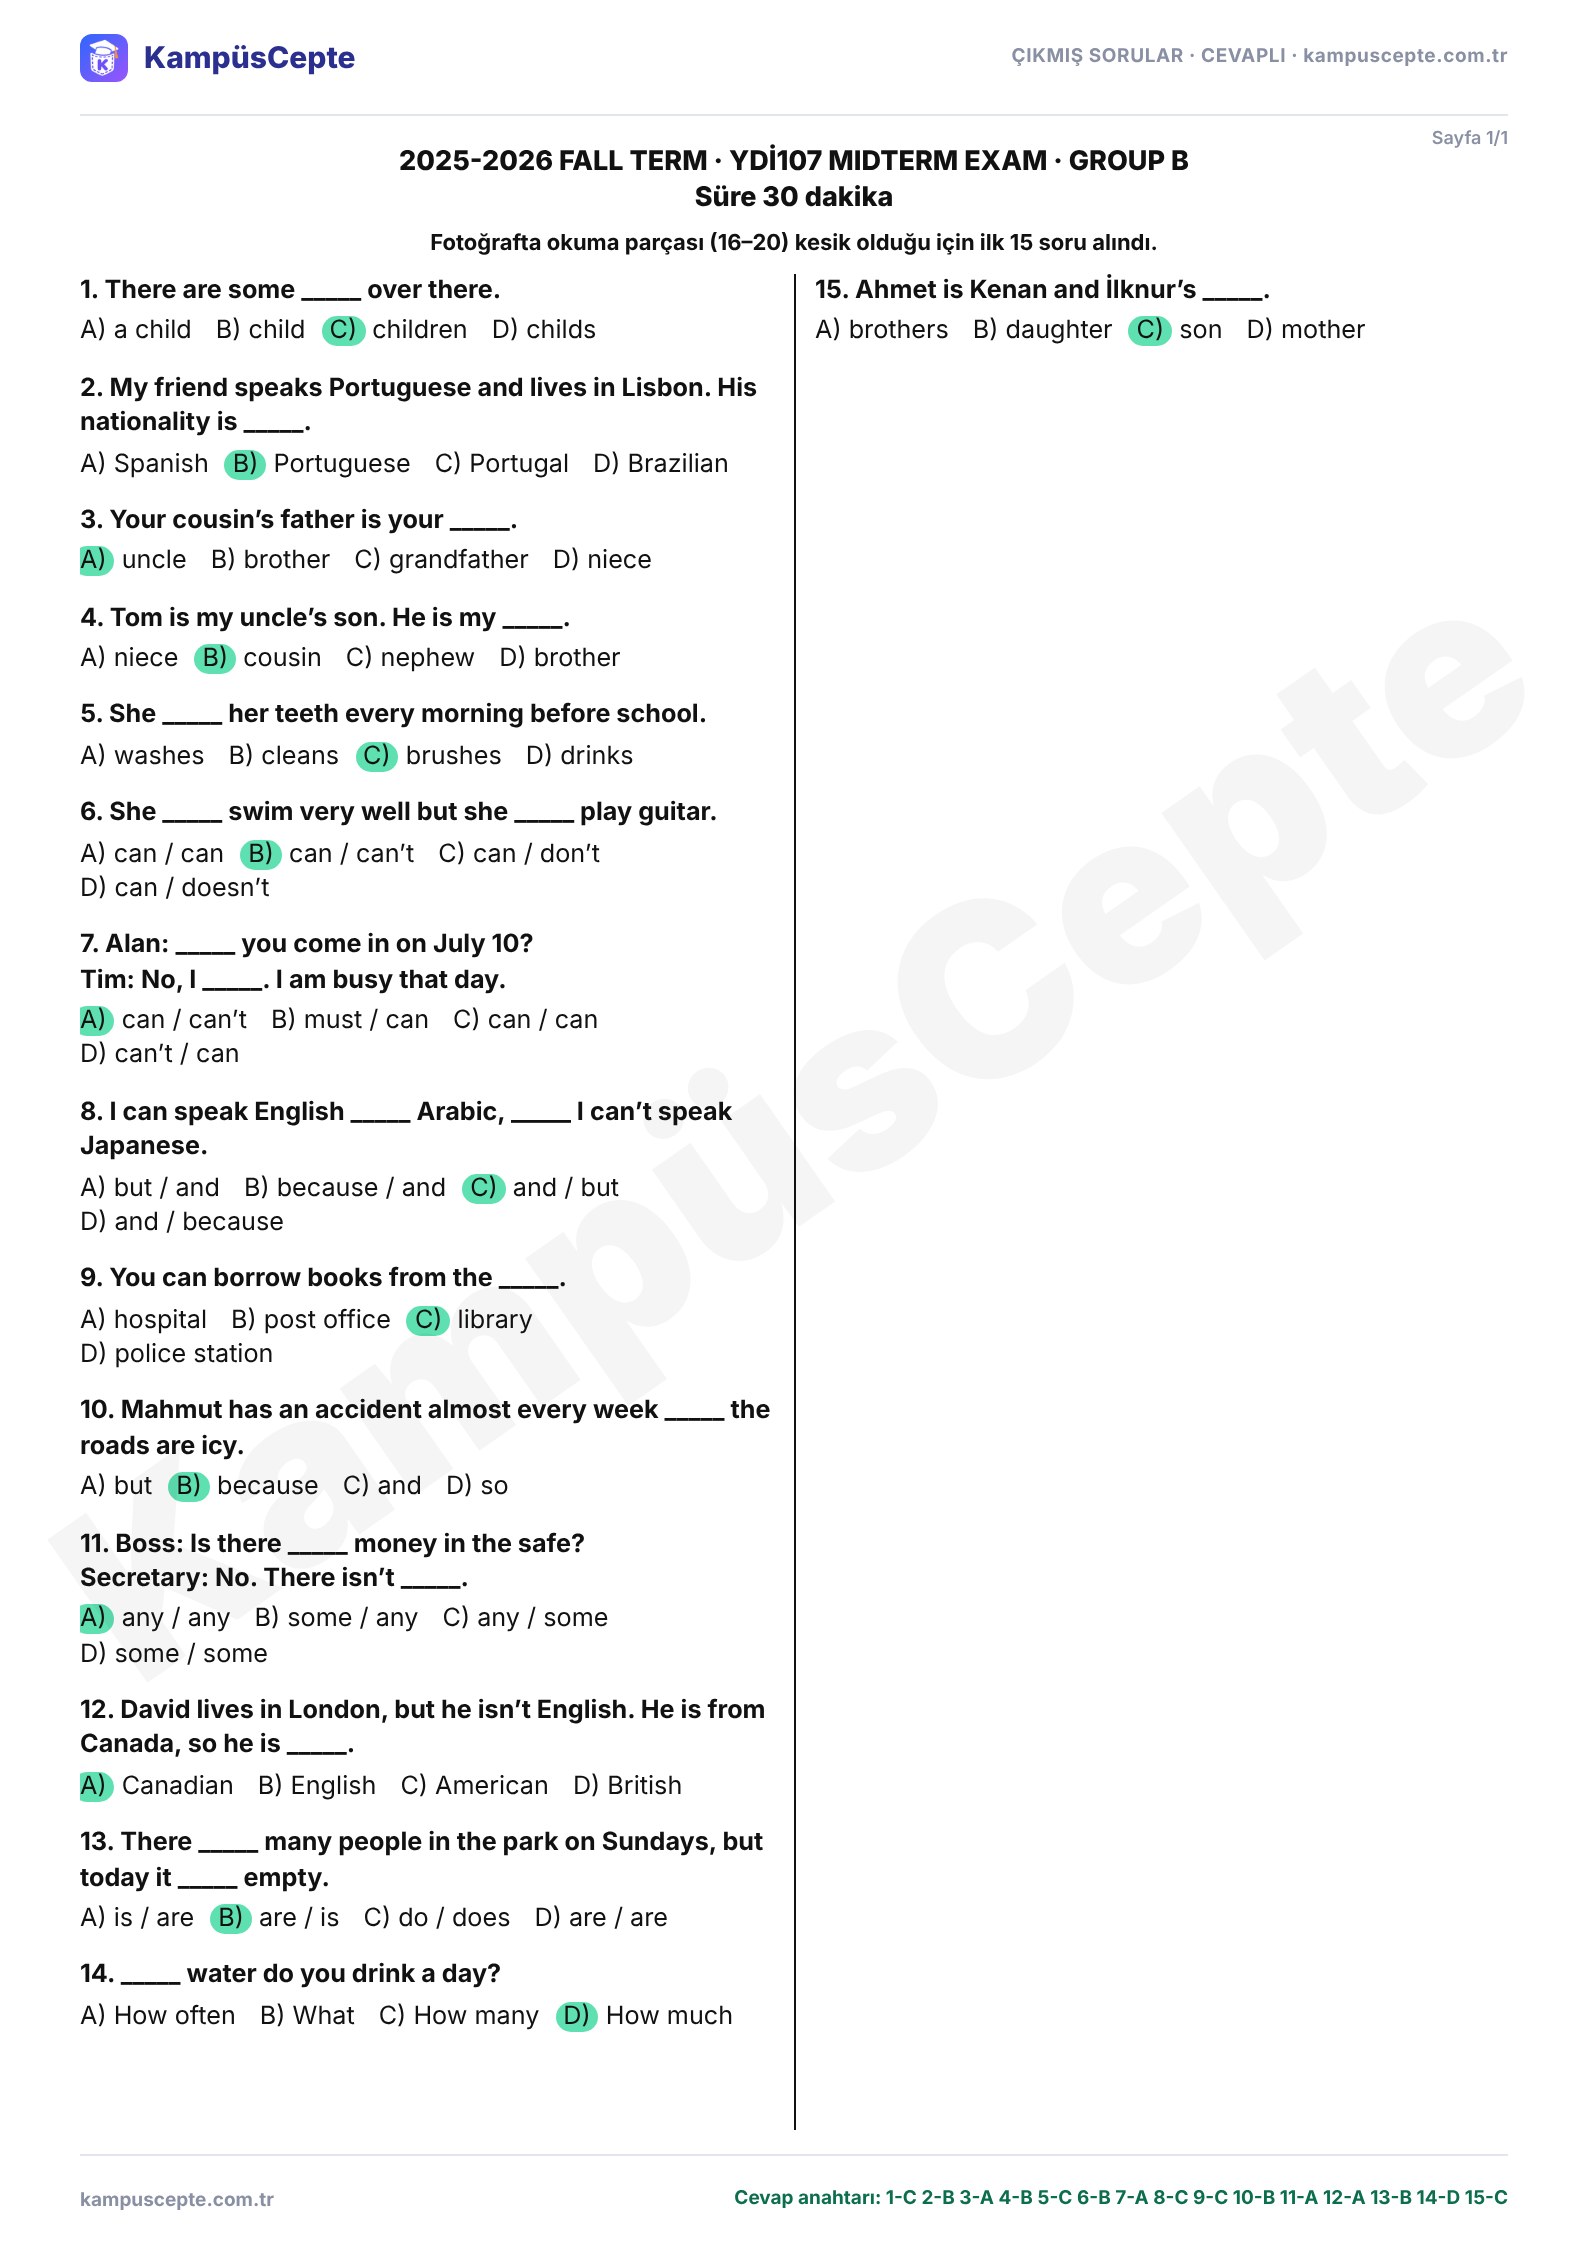 KampüsCepte
ÇIKMIŞ SORULAR · CEVAPLI · kampuscepte.com.tr
Sayfa 1/1
2025-2026 FALL TERM · YDİ107 MIDTERM EXAM · GROUP B
Süre 30 dakika
Fotoğrafta okuma parçası (16–20) kesik olduğu için ilk 15 soru alındı.
1. There are some _____ over there.
A) a child B) child C) children D) childs
2. My friend speaks Portuguese and lives in Lisbon. His
nationality is _____.
A) Spanish B) Portuguese C) Portugal D) Brazilian
3. Your cousin’s father is your _____.
A) uncle B) brother C) grandfather D) niece
4. Tom is my uncle’s son. He is my _____.
A) niece B) cousin C) nephew D) brother
5. She _____ her teeth every morning before school.
A) washes B) cleans C) brushes D) drinks
6. She _____ swim very well but she _____ play guitar.
A) can / can B) can / can’t C) can / don’t
D) can / doesn’t
7. Alan: _____ you come in on July 10?
Tim: No, I _____. I am busy that day.
A) can / can’t B) must / can C) can / can
D) can’t / can
8. I can speak English _____ Arabic, _____ I can’t speak
Japanese.
A) but / and B) because / and C) and / but
D) and / because
9. You can borrow books from the _____.
A) hospital B) post office C) library
D) police station
10. Mahmut has an accident almost every week _____ the
roads are icy.
A) but B) because C) and D) so
11. Boss: Is there _____ money in the safe?
Secretary: No. There isn’t _____.
A) any / any B) some / any C) any / some
D) some / some
12. David lives in London, but he isn’t English. He is from
Canada, so he is _____.
A) Canadian B) English C) American D) British
13. There _____ many people in the park on Sundays, but
today it _____ empty.
A) is / are B) are / is C) do / does D) are / are
14. _____ water do you drink a day?
A) How often B) What C) How many D) How much
15. Ahmet is Kenan and İlknur’s _____.
A) brothers B) daughter C) son D) mother
KampüsCepte
kampuscepte.com.tr
Cevap anahtarı: 1-C 2-B 3-A 4-B 5-C 6-B 7-A 8-C 9-C 10-B 11-A 12-A 13-B 14-D 15-C